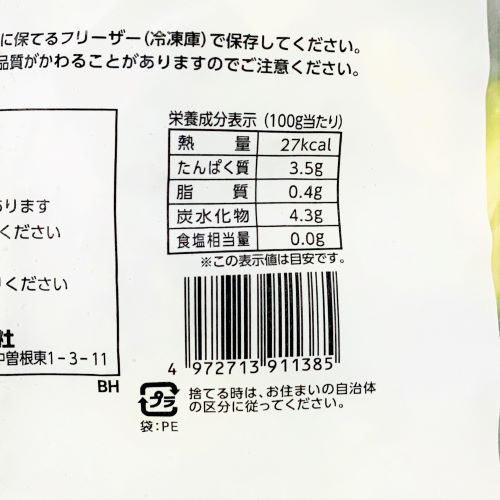 に保てるフリーザー(冷凍庫)で保存してください。
品質がかわることがありますのでご注意ください。
栄養成分表示 (100g当たり)
熱 量 27kcal
たんぱく質 3.5g
脂 質 0.4g
炭水化物 4.3g
食塩相当量 0.0g
※この表示値は目安です。
あります
ください
りください
社
中曽根東1-3-11
BH
4 972713 911385
プラ
袋:PE
捨てる時は、お住まいの自治体
の区分に従ってください。